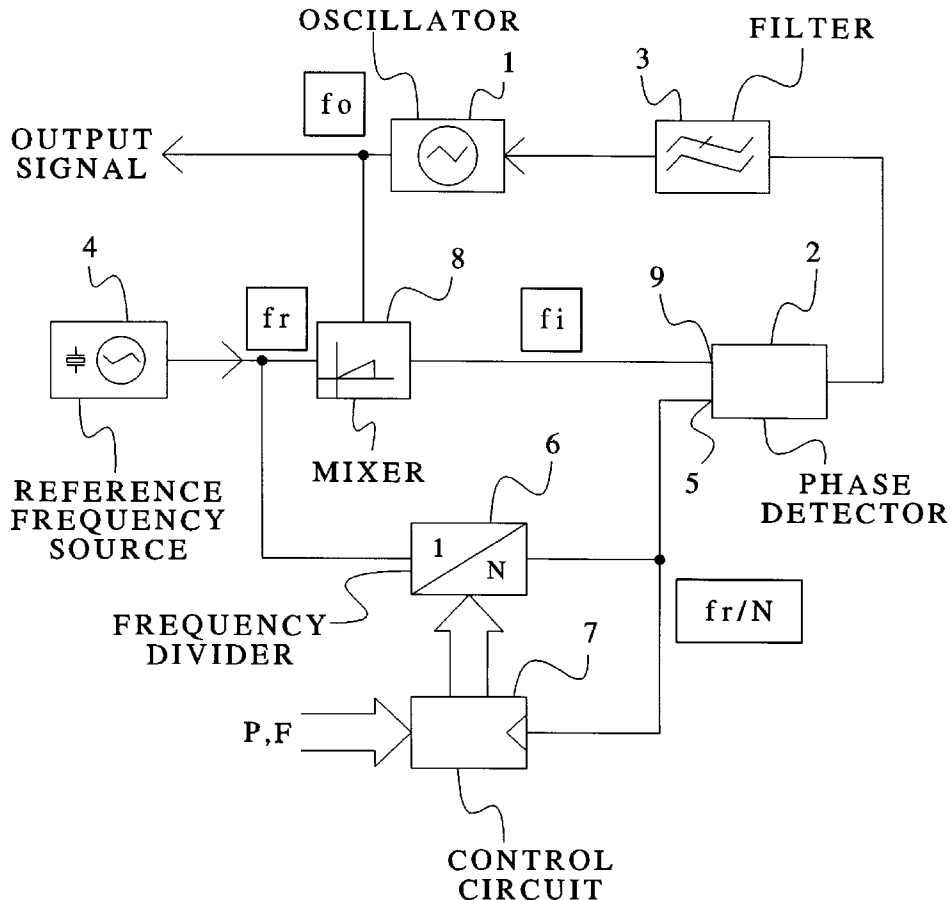 OSCILLATOR
FILTER
1
3
fo
OUTPUT
SIGNAL
4
8
2
fr
fi
9
MIXER
6
5
REFERENCE
FREQUENCY
SOURCE
PHASE
DETECTOR
1
N
fr/N
FREQUENCY
DIVIDER
7
P,F
CONTROL
CIRCUIT